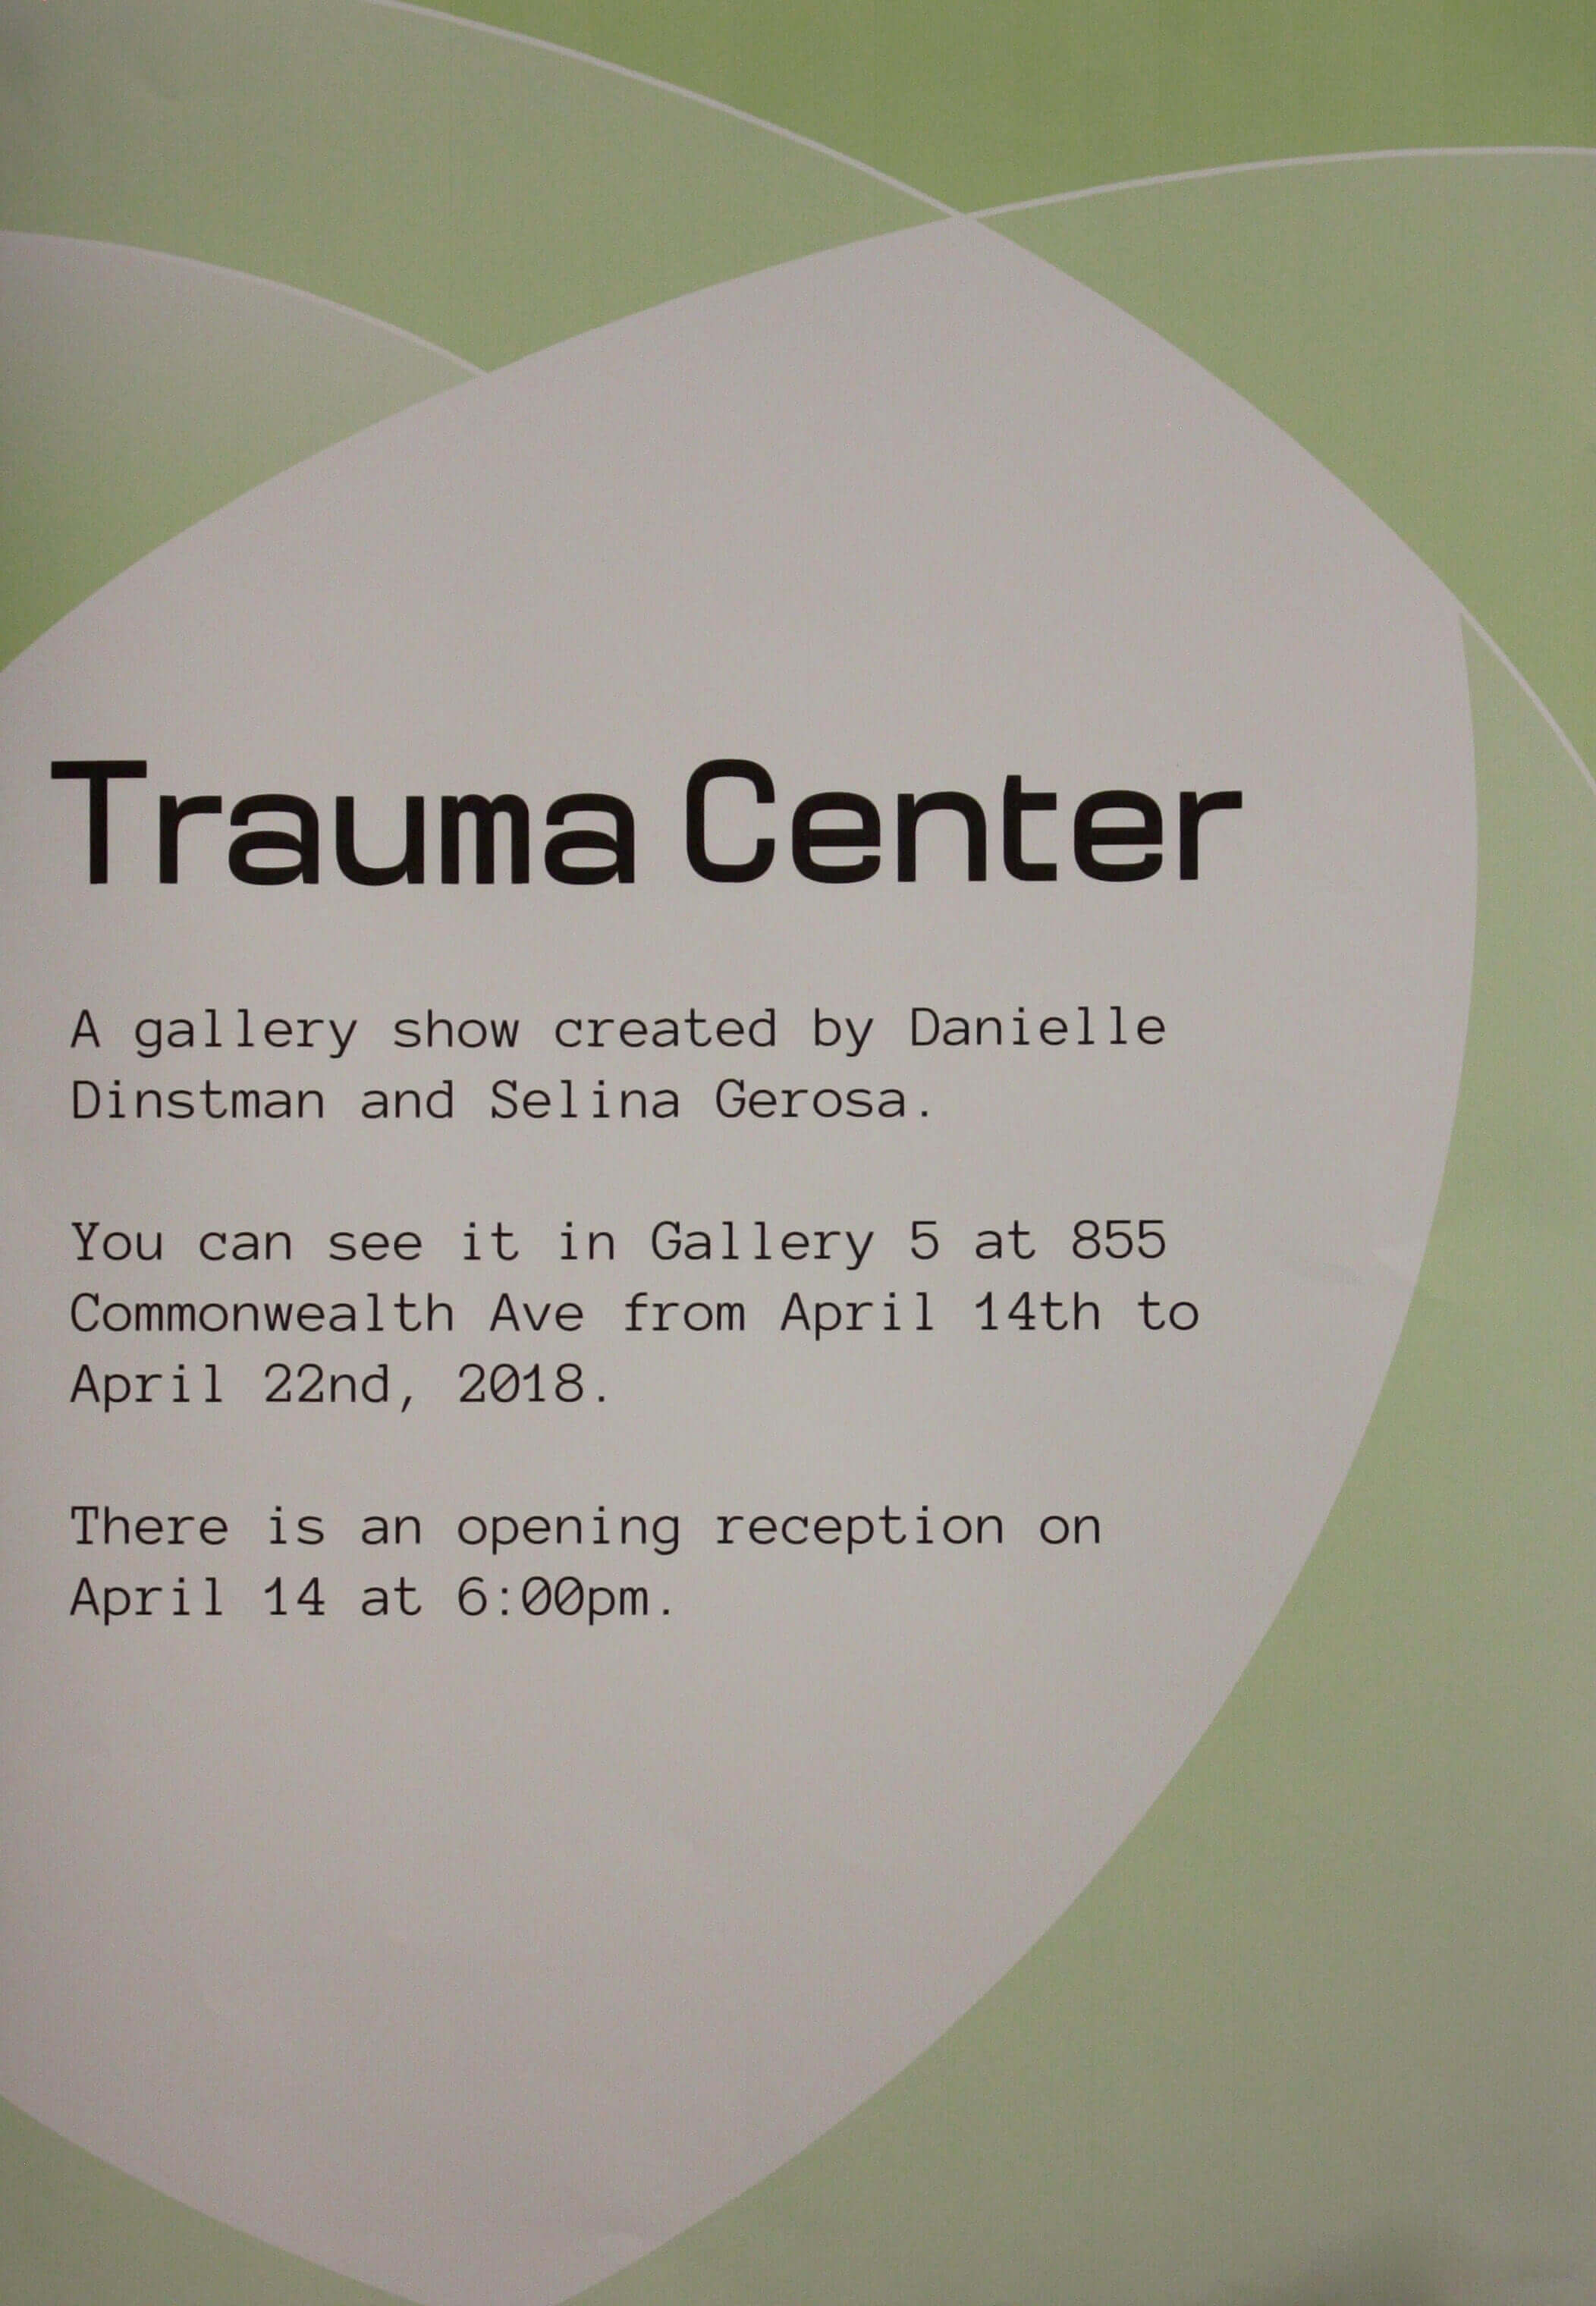 Trauma Center
A gallery show created by Danielle
Dinstman and Selina Gerosa.
You can see it in Gallery 5 at 855
Commonwealth Ave from April 14th to
April 22nd, 2018.
There is an opening reception on
April 14 at 6:00pm.